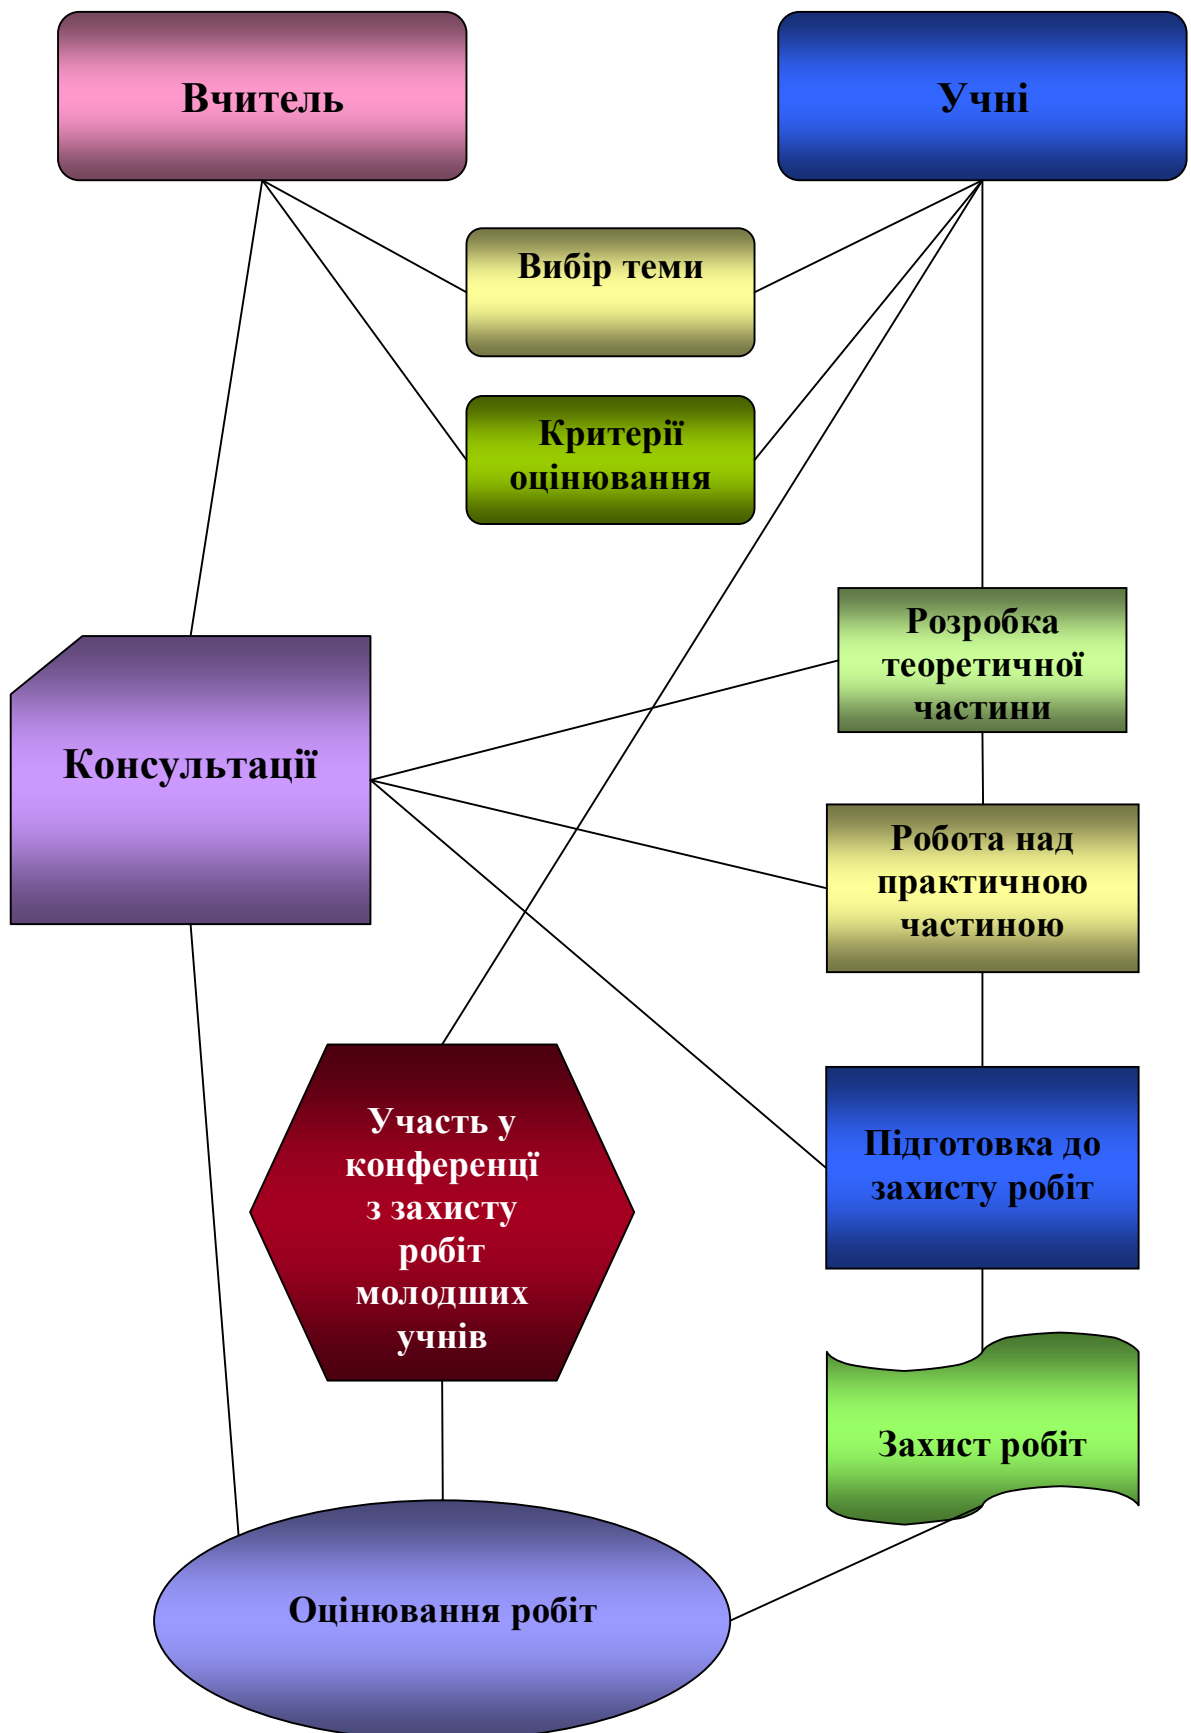 Вчитель
Учні
Вибір теми
Критерії
оцінювання
Розробка
теоретичної
частини
Консультації
Робота над
практичною
частиною
Участь у
конференцї
з захисту
робіт
молодших
учнів
Підготовка до
захисту робіт
Захист робіт
Оцінювання робіт